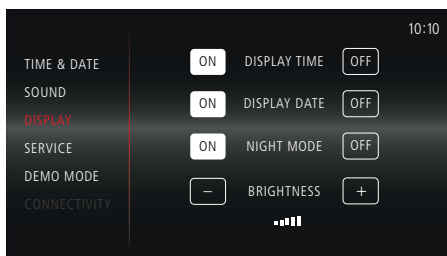 10:10
TIME & DATE
SOUND
DISPLAY
SERVICE
DEMO MODE
CONNECTIVITY
ON DISPLAY TIME OFF
ON DISPLAY DATE OFF
ON NIGHT MODE OFF
– BRIGHTNESS +